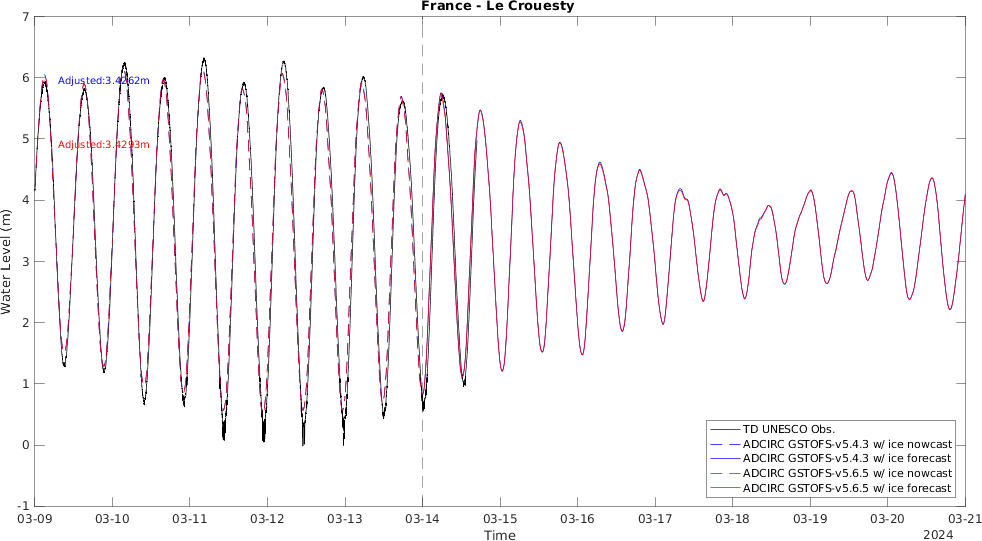 France - Le Crouesty
7
6
5
4
3
2
1
0
-1
Water Level (m)
Adjusted:3.4262m
Adjusted:3.4293m
TD UNESCO Obs.
ADCIRC GSTOFS-v5.4.3 w/ ice nowcast
ADCIRC GSTOFS-v5.4.3 w/ ice forecast
ADCIRC GSTOFS-v5.6.5 w/ ice nowcast
ADCIRC GSTOFS-v5.6.5 w/ ice forecast
03-09 03-10 03-11 03-12 03-13 03-14 03-15 03-16 03-17 03-18 03-19 03-20 03-21
Time
2024